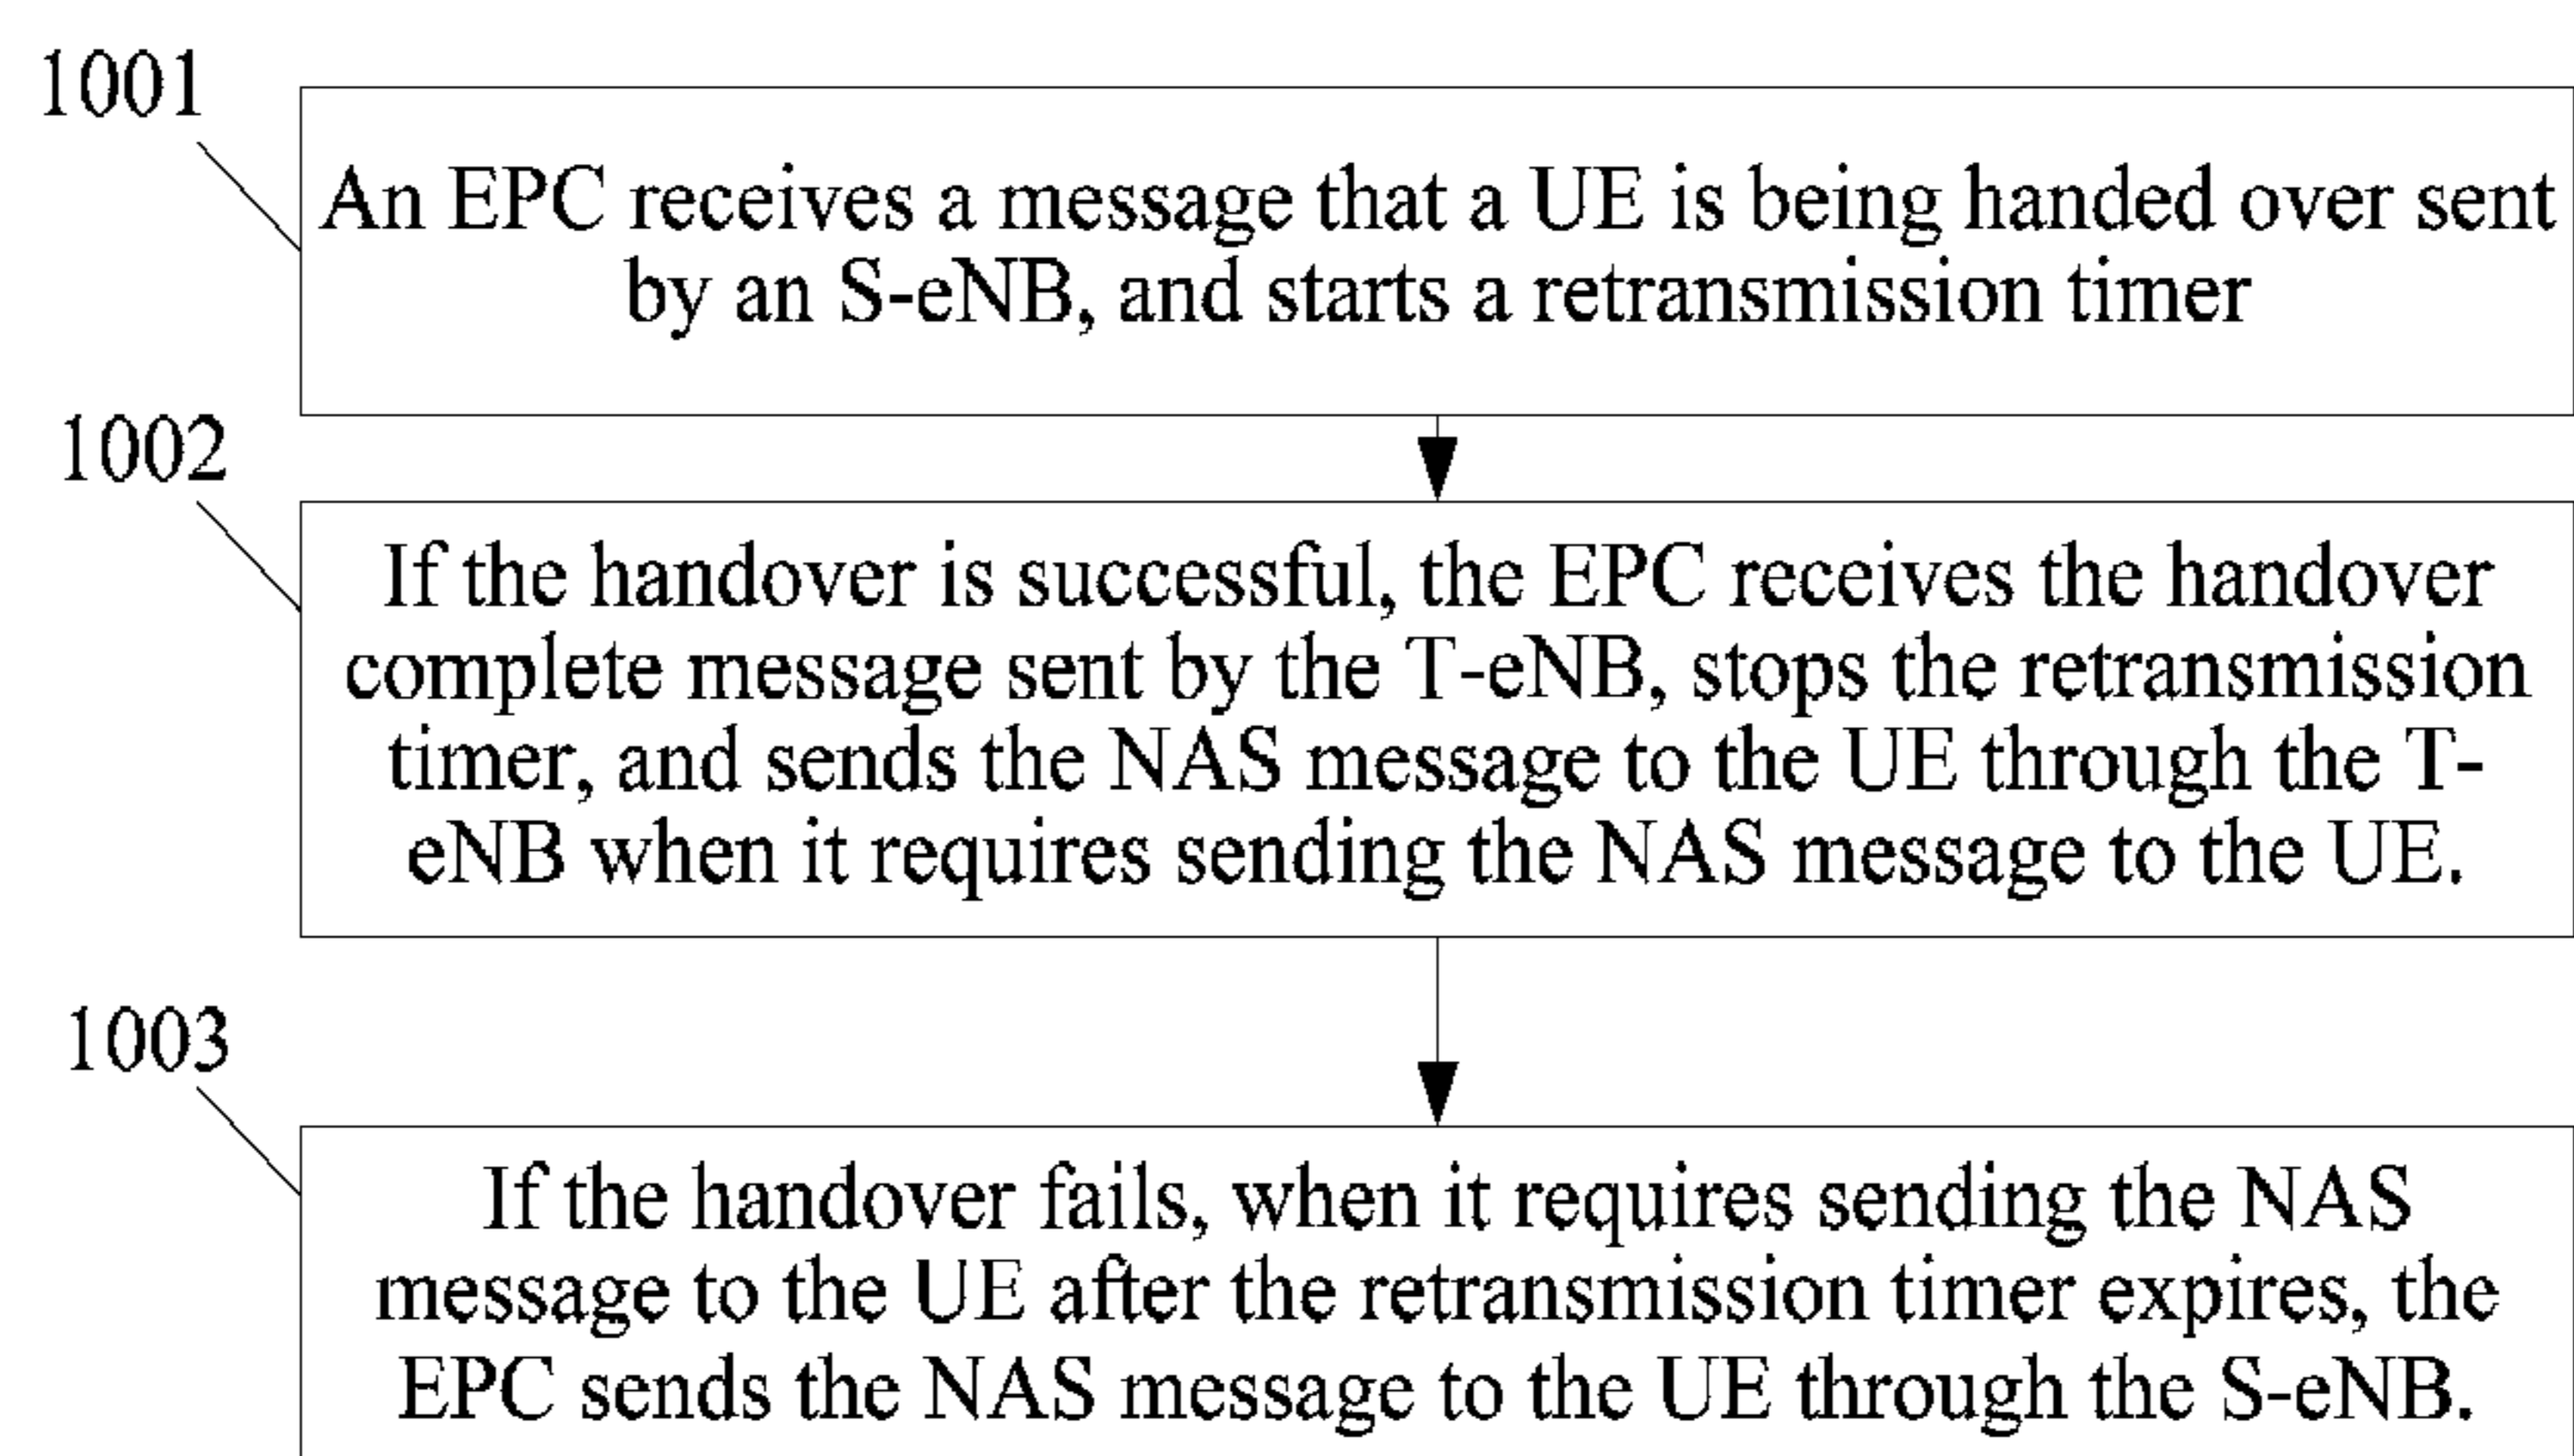 1001
An EPC receives a message that a UE is being handed over sent
by an S-eNB, and starts a retransmission timer
1002
If the handover is successful, the EPC receives the handover
complete message sent by the T-eNB, stops the retransmission
timer, and sends the NAS message to the UE through the T-
eNB when it requires sending the NAS message to the UE.
1003
If the handover fails, when it requires sending the NAS
message to the UE after the retransmission timer expires, the
EPC sends the NAS message to the UE through the S-eNB.